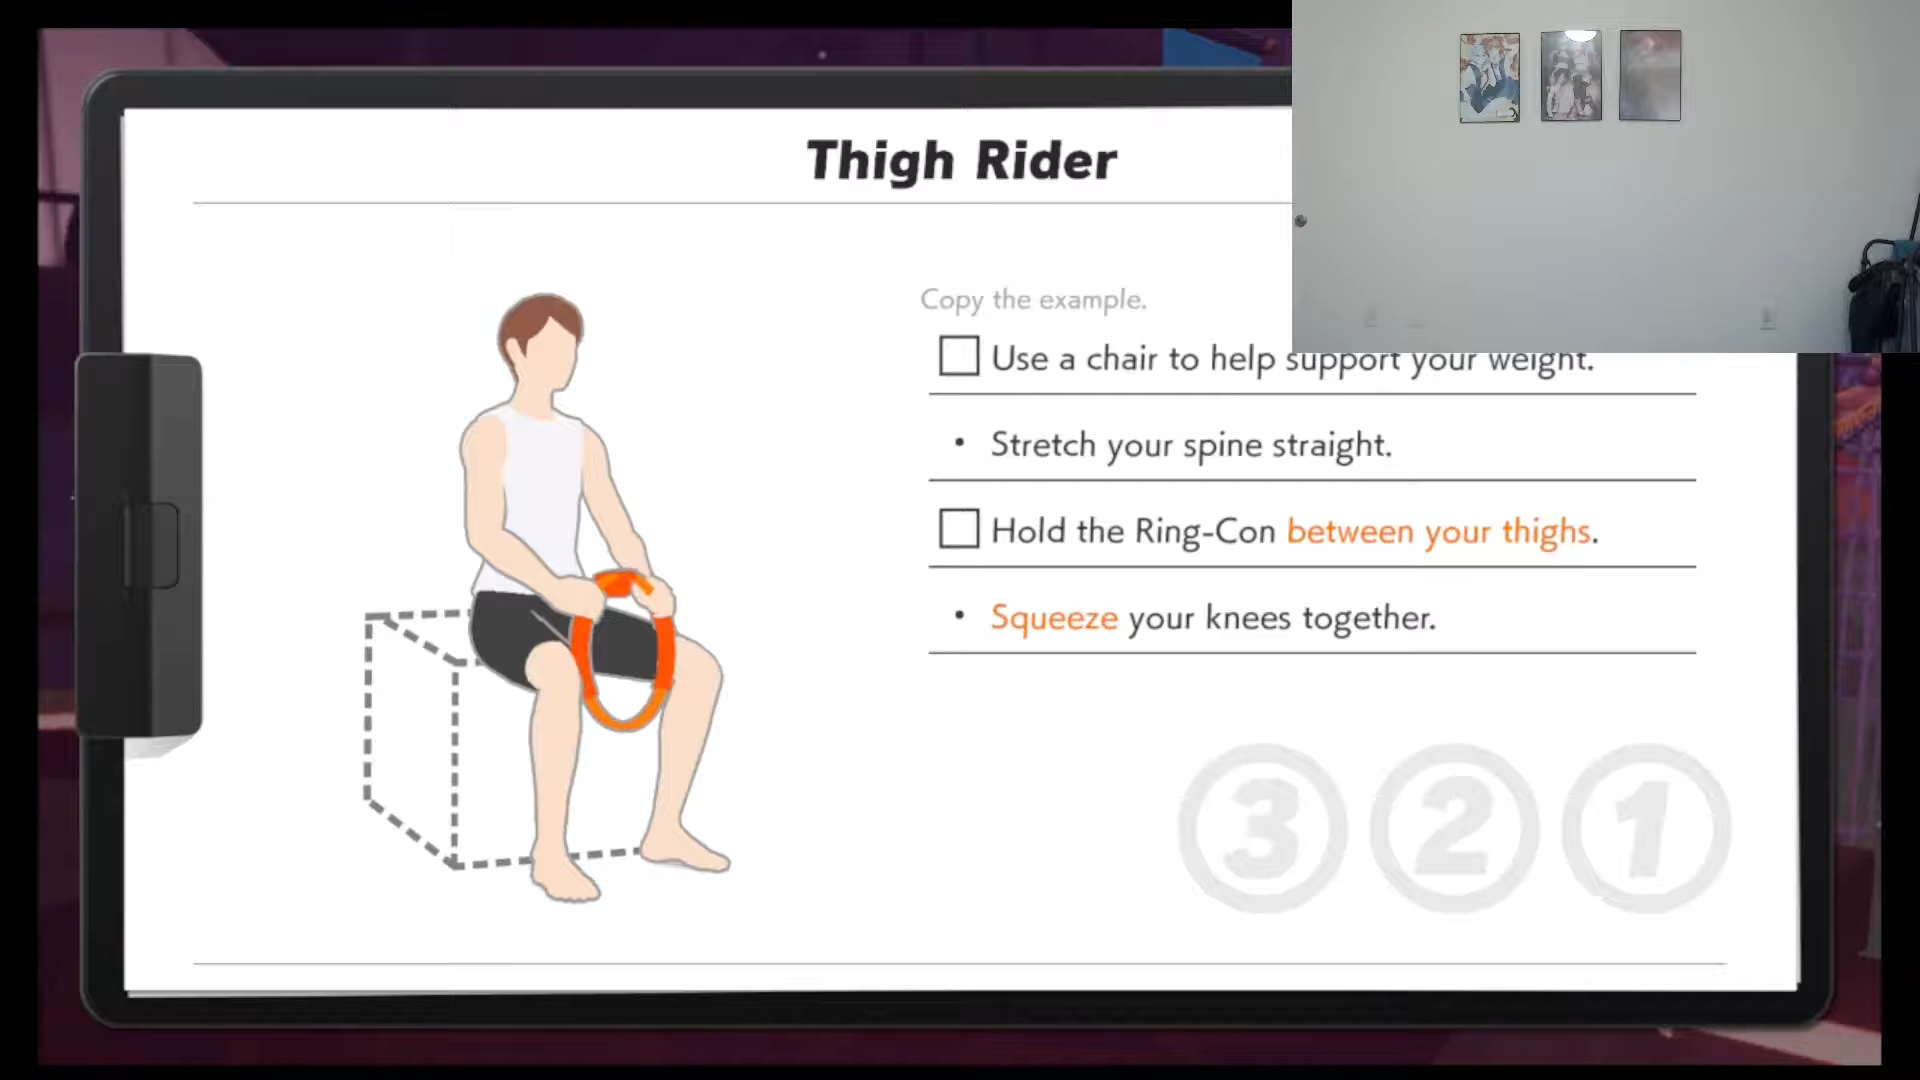 Thigh Rider
Copy the example.
Use a chair to help support your weight.
• Stretch your spine straight.
Hold the Ring-Con between your thighs.
• Squeeze your knees together.
3 2 1